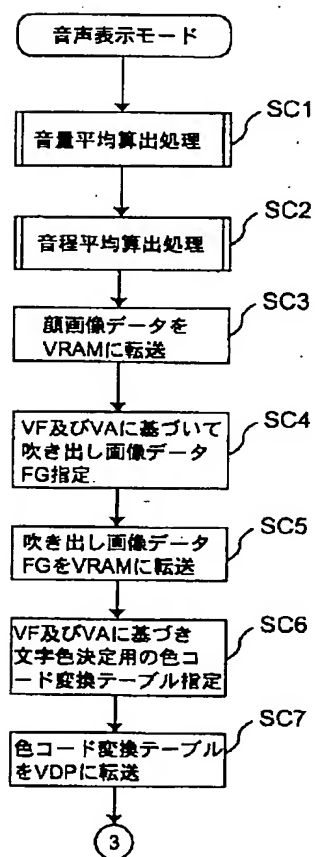 音声表示モード
SC1
音量平均算出処理
SC2
音程平均算出処理
SC3
顔画像データを
VRAMに転送
SC4
VF及びVAに基づいて
吹き出し画像データ
FG指定.
SC5
吹き出し画像データ
FGをVRAMに転送
SC6
VF及びVAに基づき
文字色決定用の色コ
ード変換テーブル指定
SC7
色コード変換テーブル
をVDPに転送
3